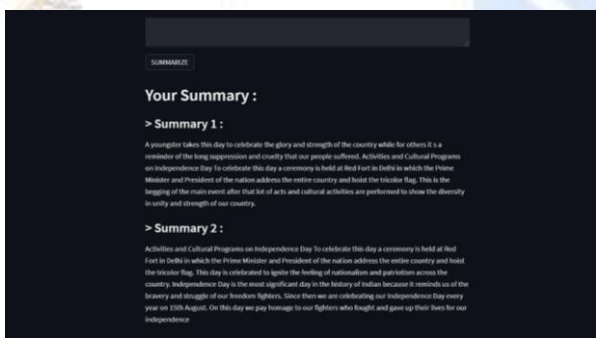 SUMMARIZE
Your Summary :
> Summary 1 :
A youngster takes this day to celebrate the glory and strength of the country while for others it s a
reminder of the long suppression and cruelty that our people suffered. Activities and Cultural Programs
on Independence Day To celebrate this day a ceremony is held at Red Fort in Delhi in which the Prime
Minister and President of the nation address the entire country and hoist the tricolor flag. This is the
begging of the main event after that lot of acts and cultural activities are performed to show the diversity
in unity and strength of our country.
> Summary 2 :
Activities and Cultural Programs on Independence Day To celebrate this day a ceremony is held at Red
Fort in Delhi in which the Prime Minister and President of the nation address the entire country and hoist
the tricolor flag. This day is celebrated to ignite the feeling of nationalism and patriotism across the
country. Independence Day is the most significant day in the history of Indian because it reminds us of the
bravery and struggle of our freedom fighters. Since then we are celebrating our Independence Day every
year on 15th August. On this day we pay homage to our fighters who fought and gave up their lives for our
independence